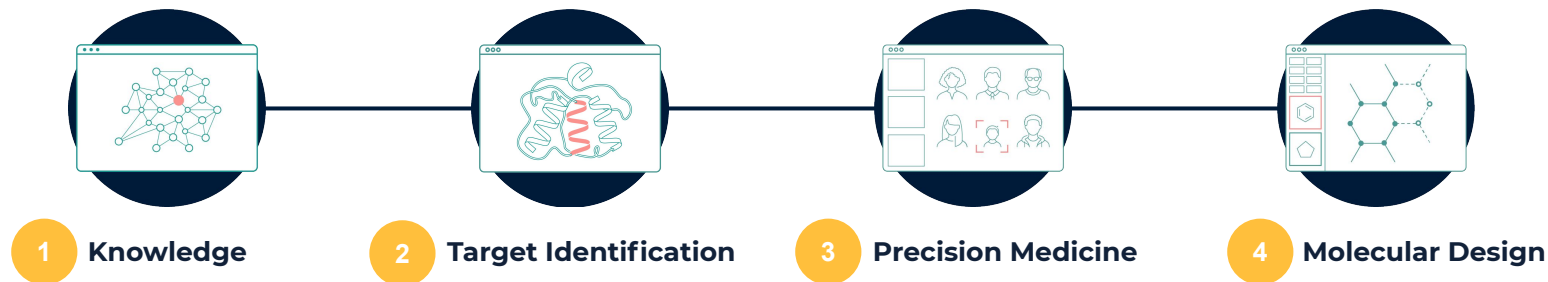 1 Knowledge
2 Target Identification
3 Precision Medicine
4 Molecular Design